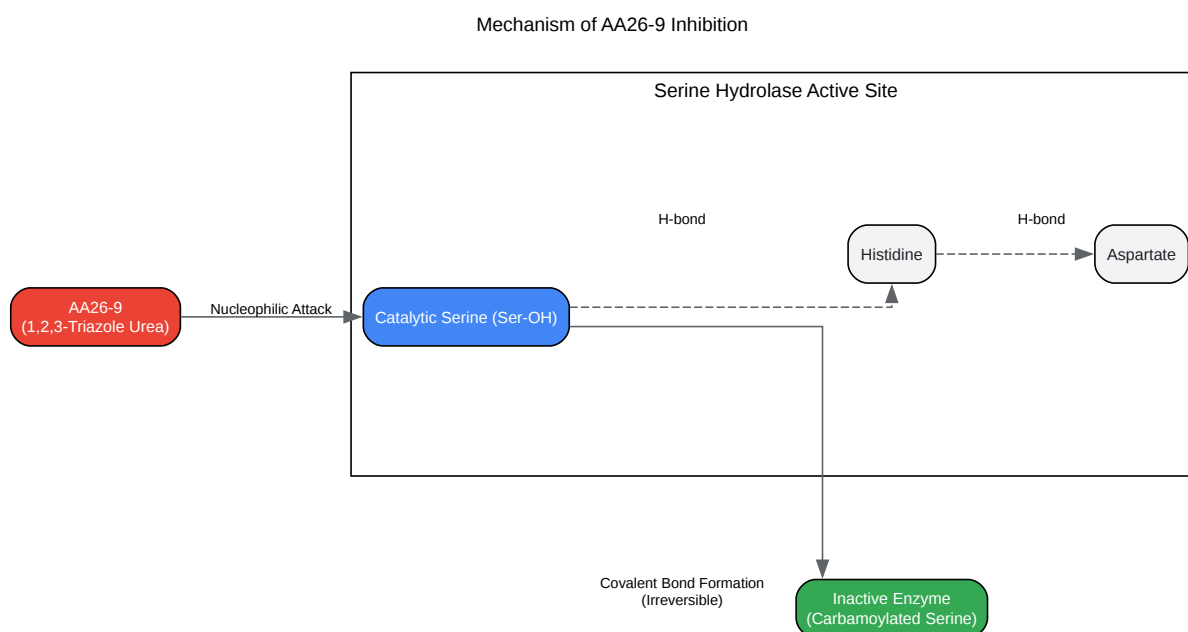 Mechanism of AA26-9 Inhibition
Serine Hydrolase Active Site
H-bond
H-bond
Histidine
Aspartate
AA26-9
(1,2,3-Triazole Urea)
Nucleophilic Attack
Catalytic Serine (Ser-OH)
Covalent Bond Formation
(Irreversible)
Inactive Enzyme
(Carbamoylated Serine)